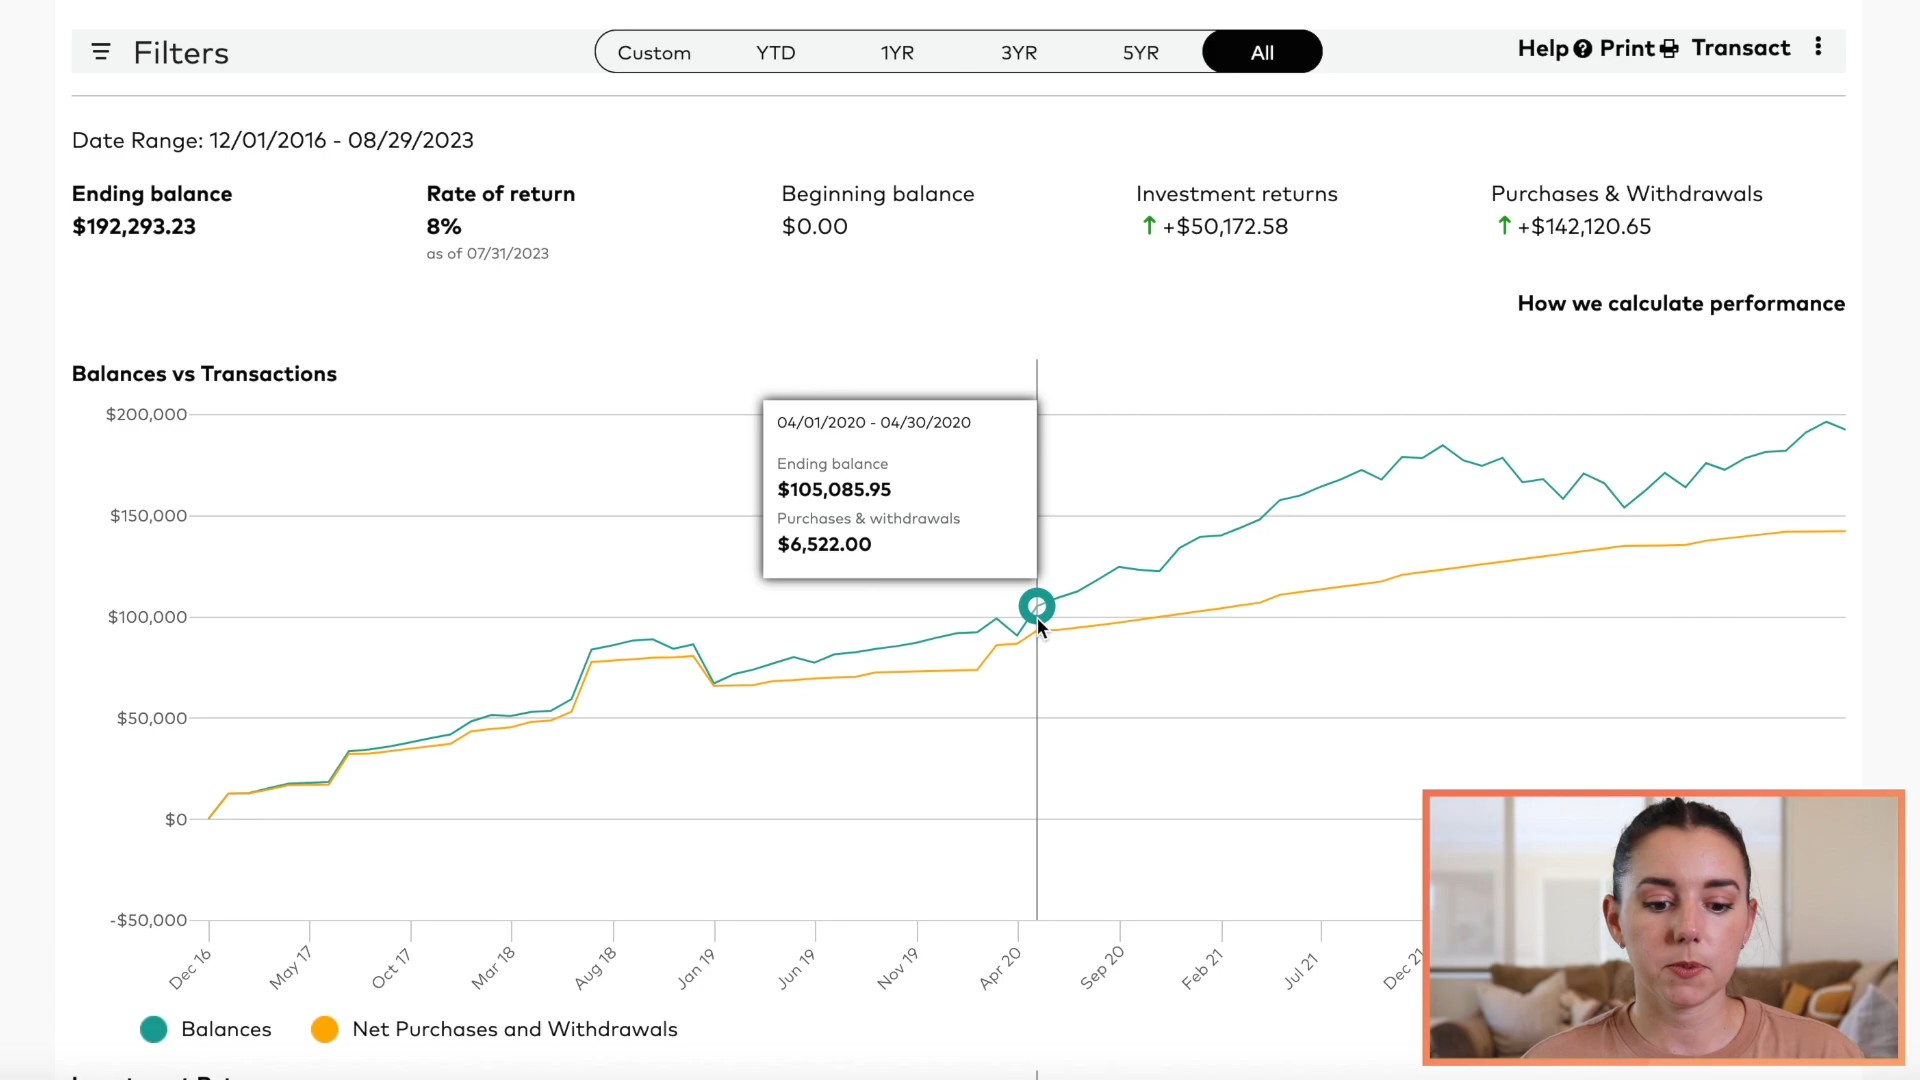 Filters
Custom YTD 1YR 3YR 5YR All
Help Print Transact
Date Range: 12/01/2016 - 08/29/2023
Ending balance Rate of return Beginning balance Investment returns Purchases & Withdrawals
$192,293.23 8% $0.00 +$50,172.58 +$142,120.65
as of 07/31/2023
How we calculate performance
Balances vs Transactions
$200,000
04/01/2020 - 04/30/2020
Ending balance
$105,085.95
Purchases & withdrawals
$6,522.00
$150,000
$100,000
$50,000
$0
-$50,000
Dec 16 May 17 Oct 17 Mar 18 Aug 18 Jan 19 Jun 19 Nov 19 Apr 20 Sep 20 Feb 21 Jul 21 Dec 21
Balances Net Purchases and Withdrawals